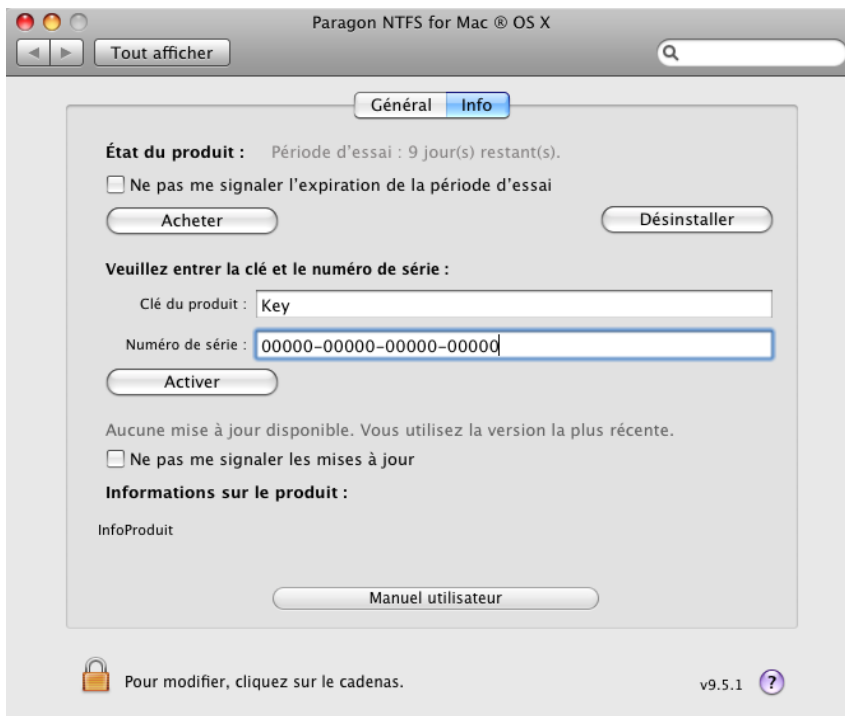 Paragon NTFS for Mac ® OS X
Tout afficher
Général Info
État du produit : Période d'essai : 9 jour(s) restant(s).
Ne pas me signaler l'expiration de la période d'essai
Acheter Désinstaller
Veuillez entrer la clé et le numéro de série :
Clé du produit : Key
Numéro de série : 00000-00000-00000-00000
Activer
Aucune mise à jour disponible. Vous utilisez la version la plus récente.
Ne pas me signaler les mises à jour
Informations sur le produit :
InfoProduit
Manuel utilisateur
Pour modifier, cliquez sur le cadenas. v9.5.1 ?